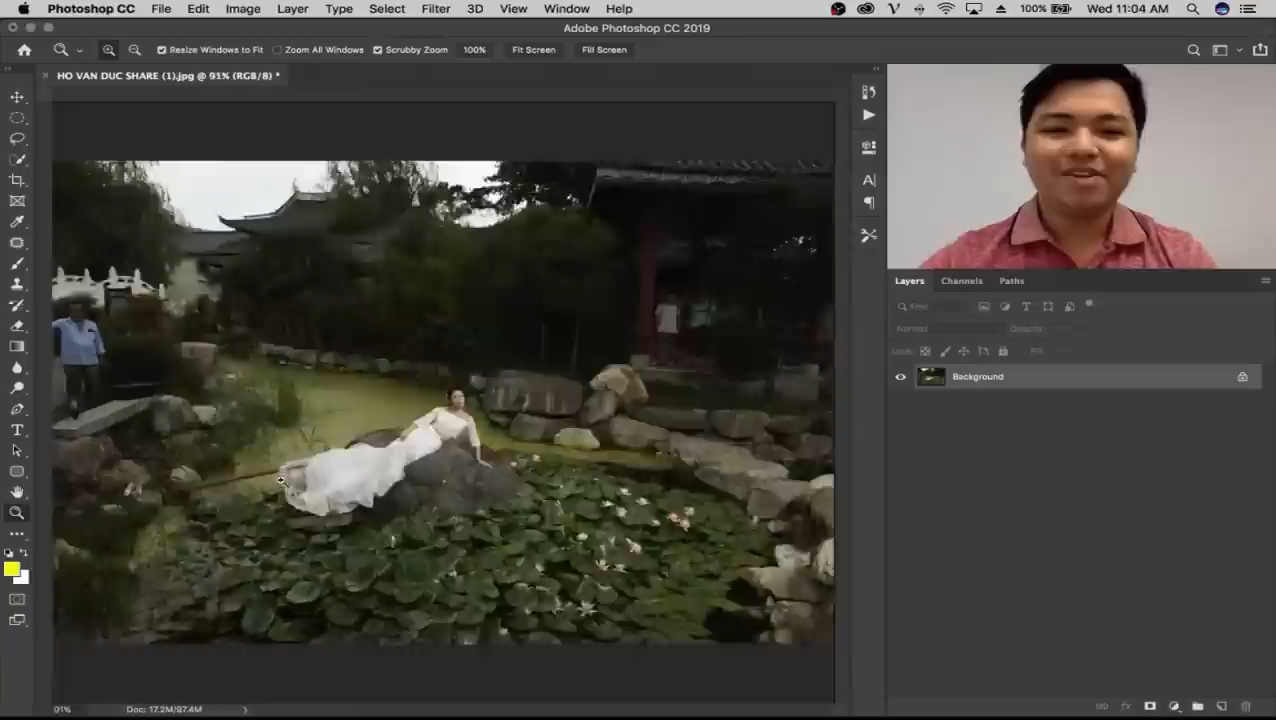 Photoshop CC File Edit Image Layer Type Select Filter 3D View Window Help 100% Wed 11:04 AM
Adobe Photoshop CC 2019
Resize Windows to Fit Zoom All Windows Scrubby Zoom 100% Fit Screen Fill Screen
HO VAN DUC SHARE (1).jpg @ 91% (RGB/8) *
Layers Channels Paths
Kind
Normal Opacity:
Lock:
Background
91% Doc: 17.2M/97.4M